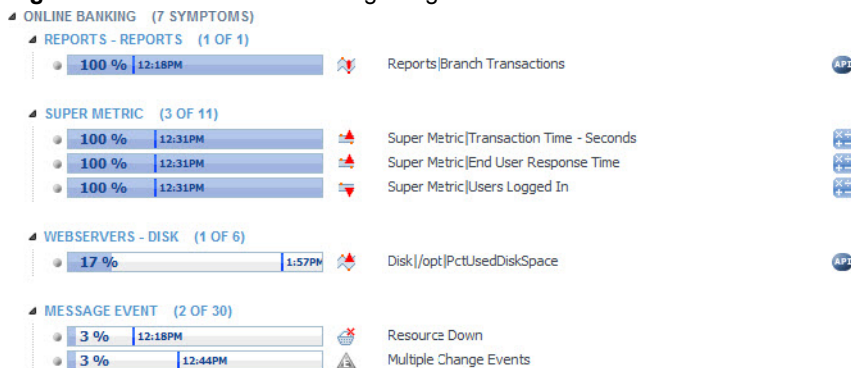 ONLINE BANKING (7 SYMPTOMS)
REPORTS - REPORTS (1 OF 1)
100 % 12:18PM Reports|Branch Transactions API
SUPER METRIC (3 OF 11)
100 % 12:31PM Super Metric|Transaction Time - Seconds
100 % 12:31PM Super Metric|End User Response Time
100 % 12:31PM Super Metric|Users Logged In
WEBSERVERS - DISK (1 OF 6)
17 % 1:57PM Disk|/opt|PctUsedDiskSpace API
MESSAGE EVENT (2 OF 30)
3 % 12:18PM Resource Down
3 % 12:44PM Multiple Change Events